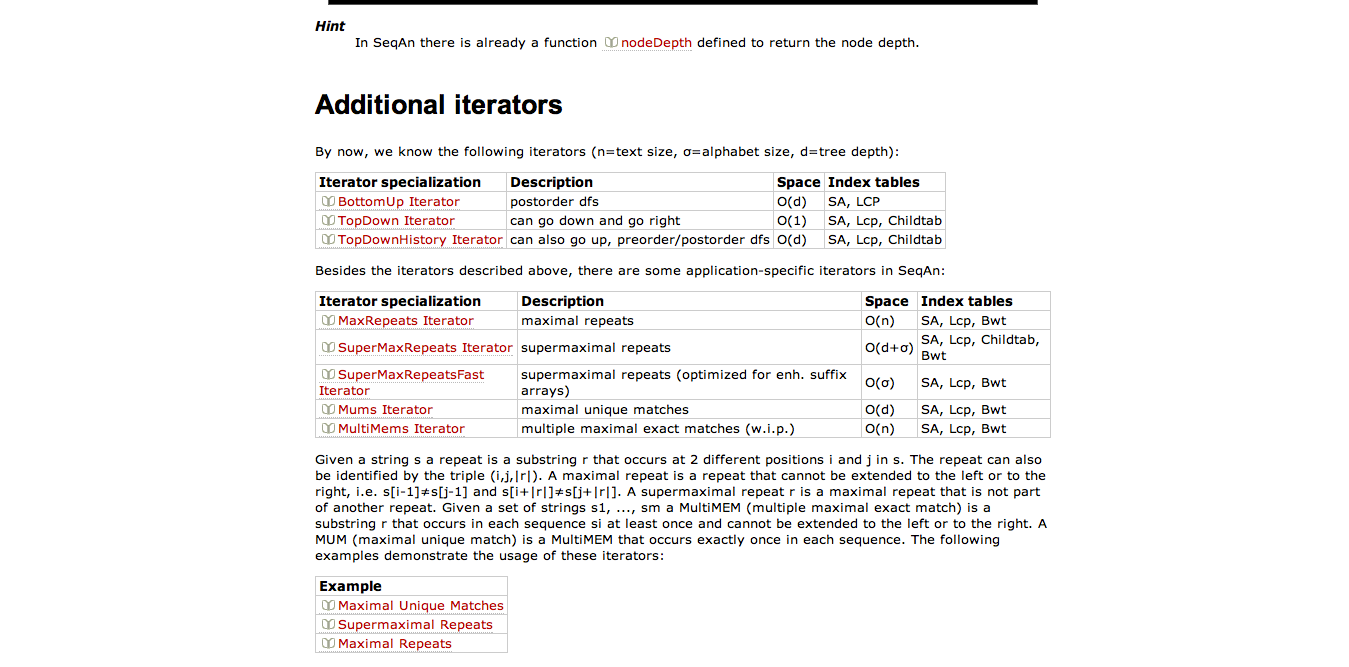 Hint
In SeqAn there is already a function nodeDepth defined to return the node depth.
Additional iterators
By now, we know the following iterators (n=text size, σ=alphabet size, d=tree depth):
Iterator specialization Description Space Index tables
BottomUp Iterator postorder dfs O(d) SA, LCP
TopDown Iterator can go down and go right O(1) SA, Lcp, Childtab
TopDownHistory Iterator can also go up, preorder/postorder dfs O(d) SA, Lcp, Childtab
Besides the iterators described above, there are some application-specific iterators in SeqAn:
Iterator specialization Description Space Index tables
MaxRepeats Iterator maximal repeats O(n) SA, Lcp, Bwt
SuperMaxRepeats Iterator supermaximal repeats O(d+σ) SA, Lcp, Childtab,
Bwt
SuperMaxRepeatsFast
Iterator
supermaximal repeats (optimized for enh. suffix
arrays)
O(σ) SA, Lcp, Bwt
Mums Iterator maximal unique matches O(d) SA, Lcp, Bwt
MultiMems Iterator multiple maximal exact matches (w.i.p.) O(n) SA, Lcp, Bwt
Given a string s a repeat is a substring r that occurs at 2 different positions i and j in s. The repeat can also
be identified by the triple (i,j,|r|). A maximal repeat is a repeat that cannot be extended to the left or to the
right, i.e. s[i-1]≠s[j-1] and s[i+|r|]≠s[j+|r|]. A supermaximal repeat r is a maximal repeat that is not part
of another repeat. Given a set of strings s1, ..., sm a MultiMEM (multiple maximal exact match) is a
substring r that occurs in each sequence si at least once and cannot be extended to the left or to the right. A
MUM (maximal unique match) is a MultiMEM that occurs exactly once in each sequence. The following
examples demonstrate the usage of these iterators:
Example
Maximal Unique Matches
Supermaximal Repeats
Maximal Repeats